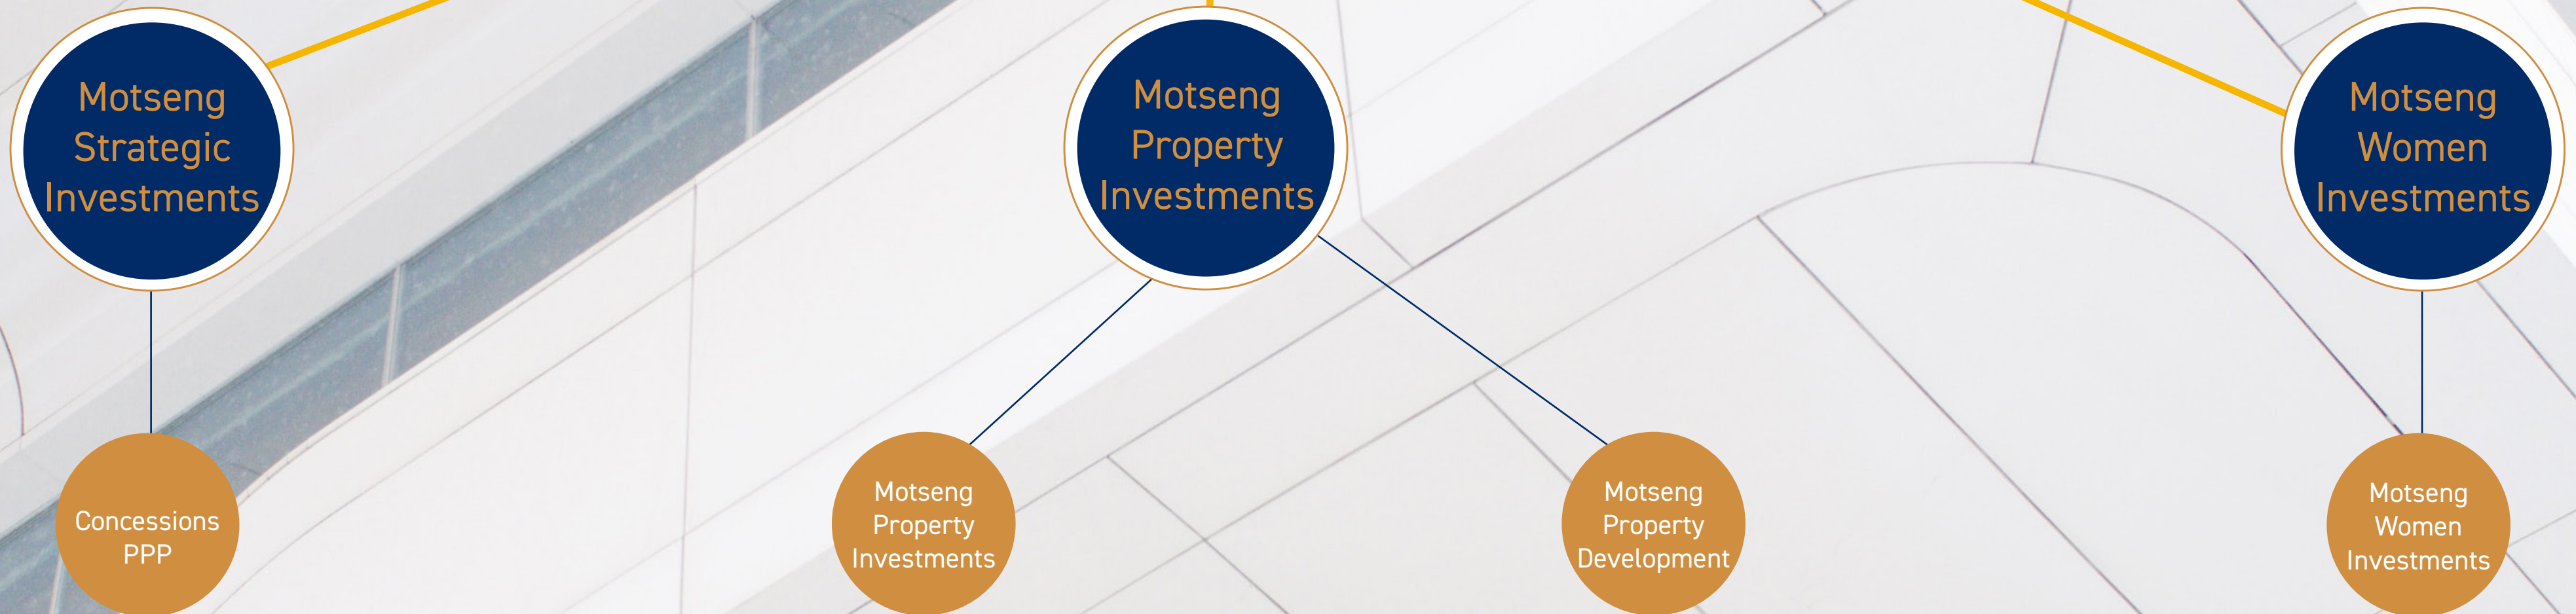 Motseng
Strategic
Investments
Motseng
Property
Investments
Motseng
Women
Investments
Concessions
PPP
Motseng
Property
Investments
Motseng
Property
Development
Motseng
Women
Investments